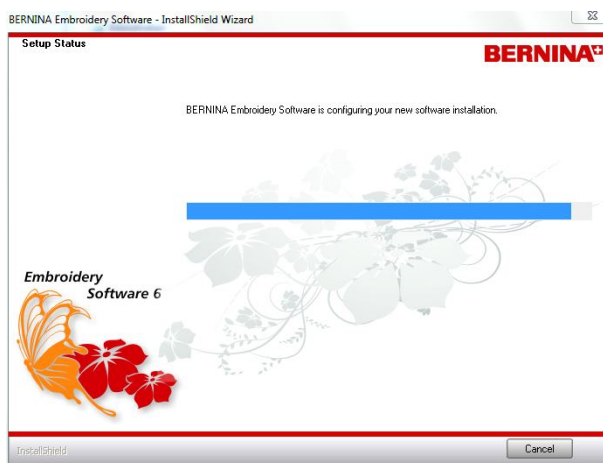 BERNINA Embroidery Software - InstallShield Wizard
Setup Status
BERNINA
BERNINA Embroidery Software is configuring your new software installation.
Embroidery
Software 6
InstallShield
Cancel